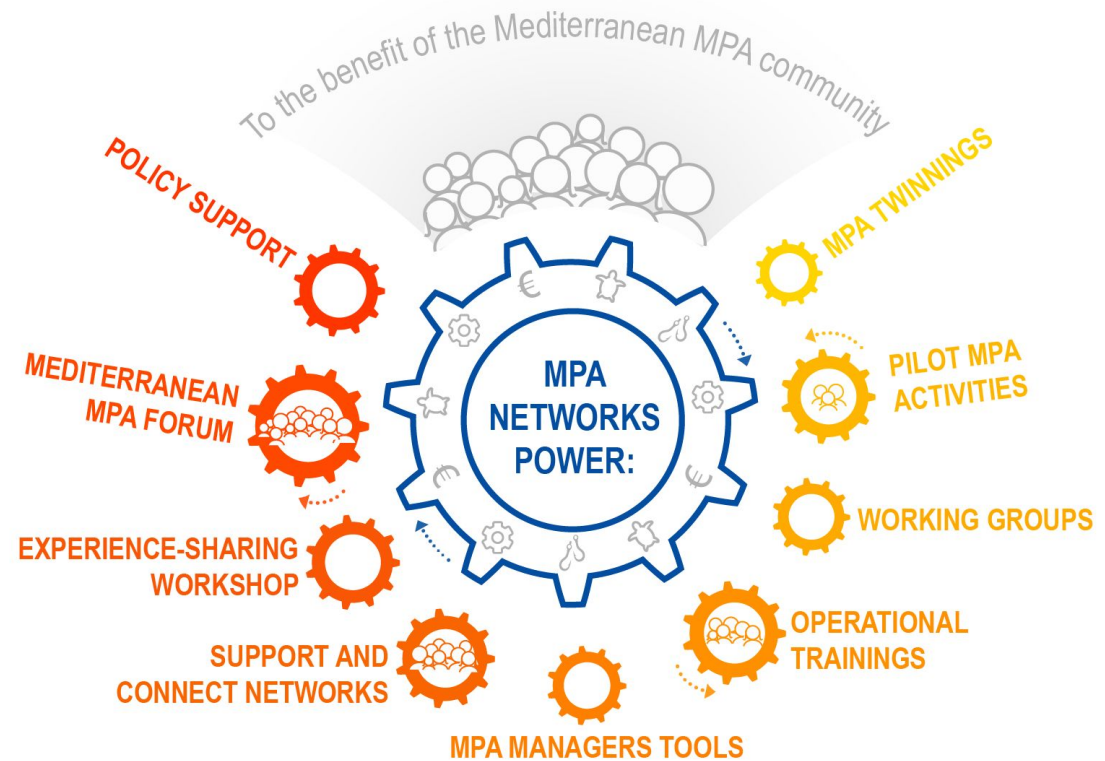 To the benefit of the Mediterranean MPA community
POLICY SUPPORT
MPA TWINNINGS
MEDITERRANEAN
MPA FORUM
MPA
NETWORKS
POWER:
PILOT MPA
ACTIVITIES
EXPERIENCE-SHARING
WORKSHOP
WORKING GROUPS
SUPPORT AND
CONNECT NETWORKS
OPERATIONAL
TRAININGS
MPA MANAGERS TOOLS
€
€
€